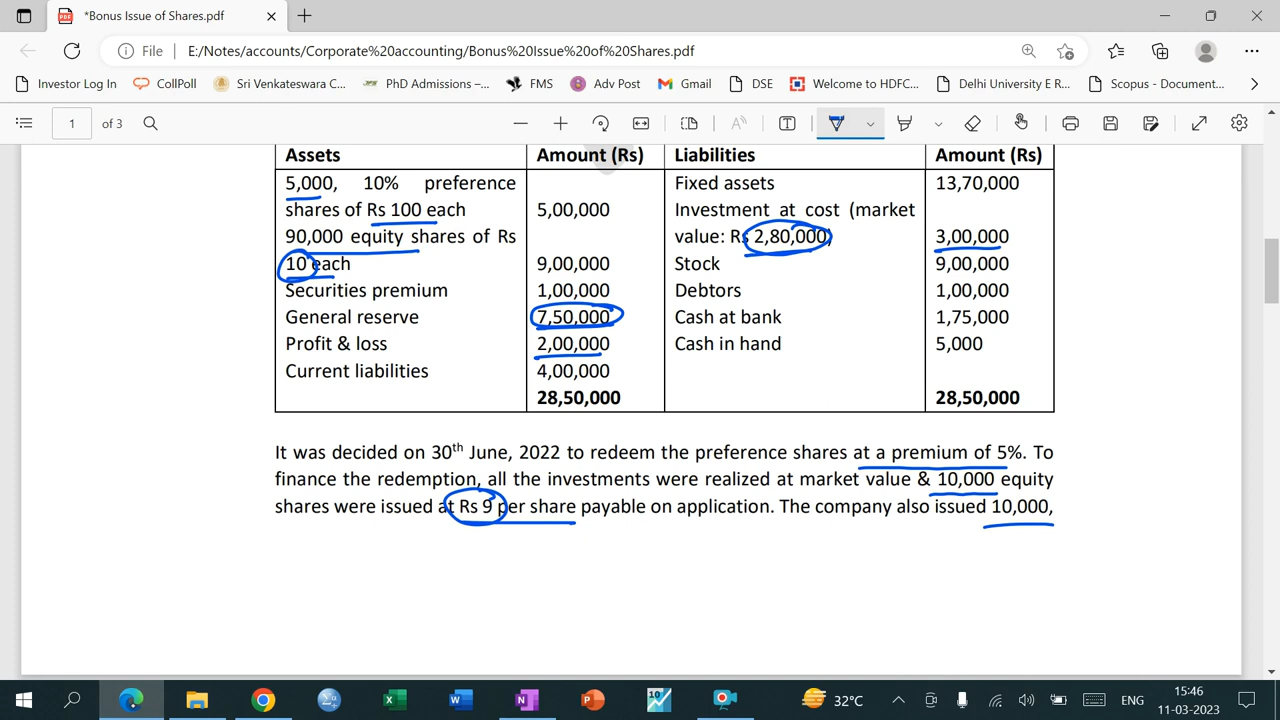 *Bonus Issue of Shares.pdf
File E:/Notes/accounts/Corporate%20accounting/Bonus%20Issue%20of%20Shares.pdf
Investor Log In CollPoll Sri Venkateswara C... PhD Admissions –... FMS Adv Post Gmail DSE Welcome to HDFC... Delhi University E R... Scopus - Document...
1 of 3
Assets Amount (Rs) Liabilities Amount (Rs)
5,000, 10% preference Fixed assets 13,70,000
shares of Rs 100 each 5,00,000 Investment at cost (market
90,000 equity shares of Rs value: Rs 2,80,000) 3,00,000
10 each 9,00,000 Stock 9,00,000
Securities premium 1,00,000 Debtors 1,00,000
General reserve 7,50,000 Cash at bank 1,75,000
Profit & loss 2,00,000 Cash in hand 5,000
Current liabilities 4,00,000
28,50,000 28,50,000
It was decided on 30th June, 2022 to redeem the preference shares at a premium of 5%. To
finance the redemption, all the investments were realized at market value & 10,000 equity
shares were issued at Rs 9 per share payable on application. The company also issued 10,000,
32°C ENG 15:46
11-03-2023